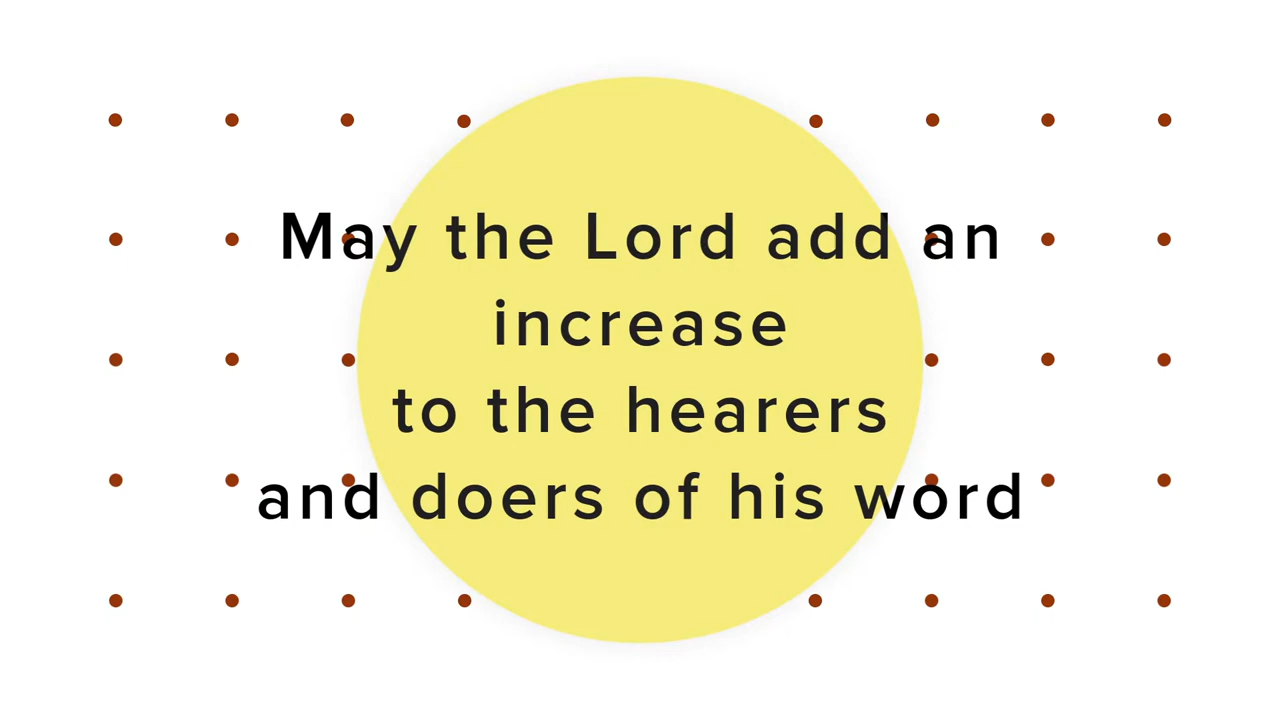 May the Lord add an
increase
to the hearers
and doers of his word